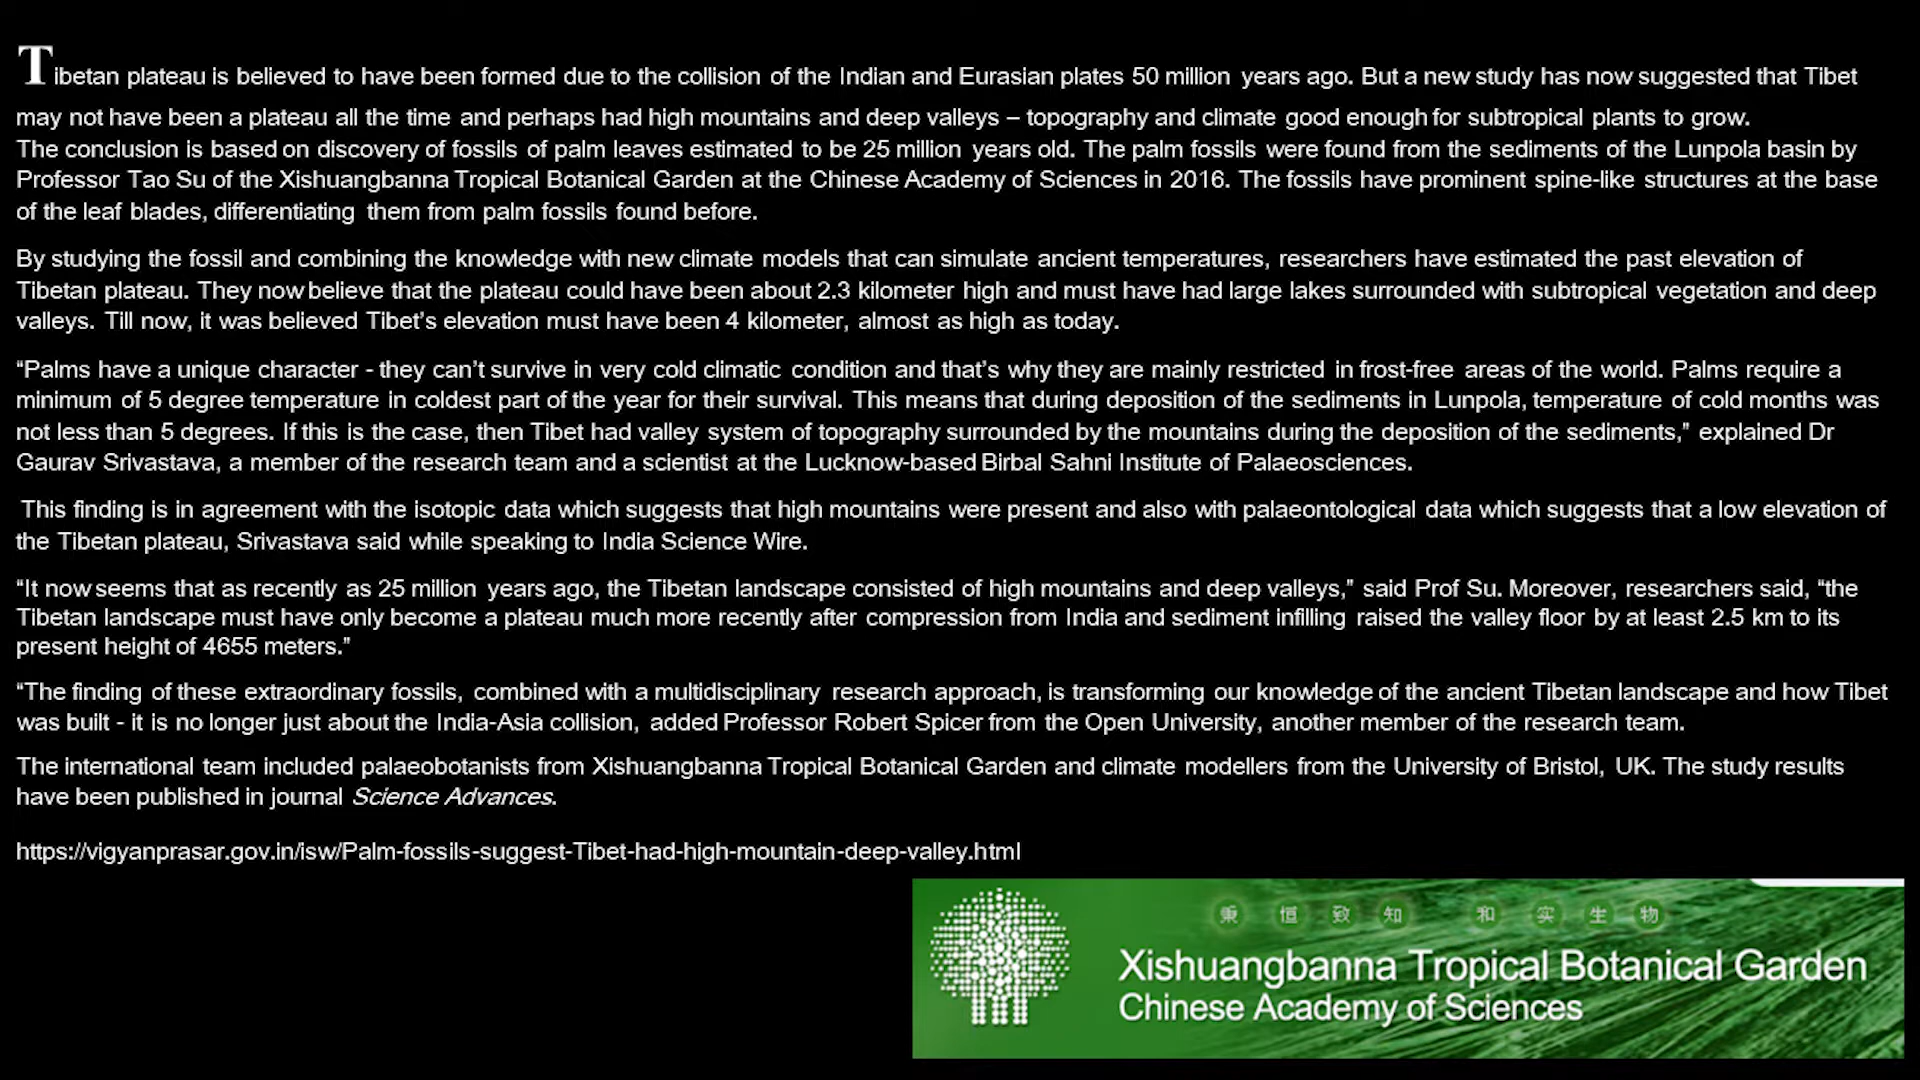 Tibetan plateau is believed to have been formed due to the collision of the Indian and Eurasian plates 50 million years ago. But a new study has now suggested that Tibet
may not have been a plateau all the time and perhaps had high mountains and deep valleys – topography and climate good enough for subtropical plants to grow.
The conclusion is based on discovery of fossils of palm leaves estimated to be 25 million years old. The palm fossils were found from the sediments of the Lunpola basin by
Professor Tao Su of the Xishuangbanna Tropical Botanical Garden at the Chinese Academy of Sciences in 2016. The fossils have prominent spine-like structures at the base
of the leaf blades, differentiating them from palm fossils found before.
By studying the fossil and combining the knowledge with new climate models that can simulate ancient temperatures, researchers have estimated the past elevation of
Tibetan plateau. They now believe that the plateau could have been about 2.3 kilometer high and must have had large lakes surrounded with subtropical vegetation and deep
valleys. Till now, it was believed Tibet’s elevation must have been 4 kilometer, almost as high as today.
“Palms have a unique character - they can’t survive in very cold climatic condition and that’s why they are mainly restricted in frost-free areas of the world. Palms require a
minimum of 5 degree temperature in coldest part of the year for their survival. This means that during deposition of the sediments in Lunpola, temperature of cold months was
not less than 5 degrees. If this is the case, then Tibet had valley system of topography surrounded by the mountains during the deposition of the sediments,” explained Dr
Gaurav Srivastava, a member of the research team and a scientist at the Lucknow-based Birbal Sahni Institute of Palaeosciences.
This finding is in agreement with the isotopic data which suggests that high mountains were present and also with palaeontological data which suggests that a low elevation of
the Tibetan plateau, Srivastava said while speaking to India Science Wire.
“It now seems that as recently as 25 million years ago, the Tibetan landscape consisted of high mountains and deep valleys,” said Prof Su. Moreover, researchers said, “the
Tibetan landscape must have only become a plateau much more recently after compression from India and sediment infilling raised the valley floor by at least 2.5 km to its
present height of 4655 meters.”
“The finding of these extraordinary fossils, combined with a multidisciplinary research approach, is transforming our knowledge of the ancient Tibetan landscape and how Tibet
was built - it is no longer just about the India-Asia collision, added Professor Robert Spicer from the Open University, another member of the research team.
The international team included palaeobotanists from Xishuangbanna Tropical Botanical Garden and climate modellers from the University of Bristol, UK. The study results
have been published in journal Science Advances.
https://vigyanprasar.gov.in/isw/Palm-fossils-suggest-Tibet-had-high-mountain-deep-valley.html
秉 恒 致 知 和 实 生 物
Xishuangbanna Tropical Botanical Garden
Chinese Academy of Sciences